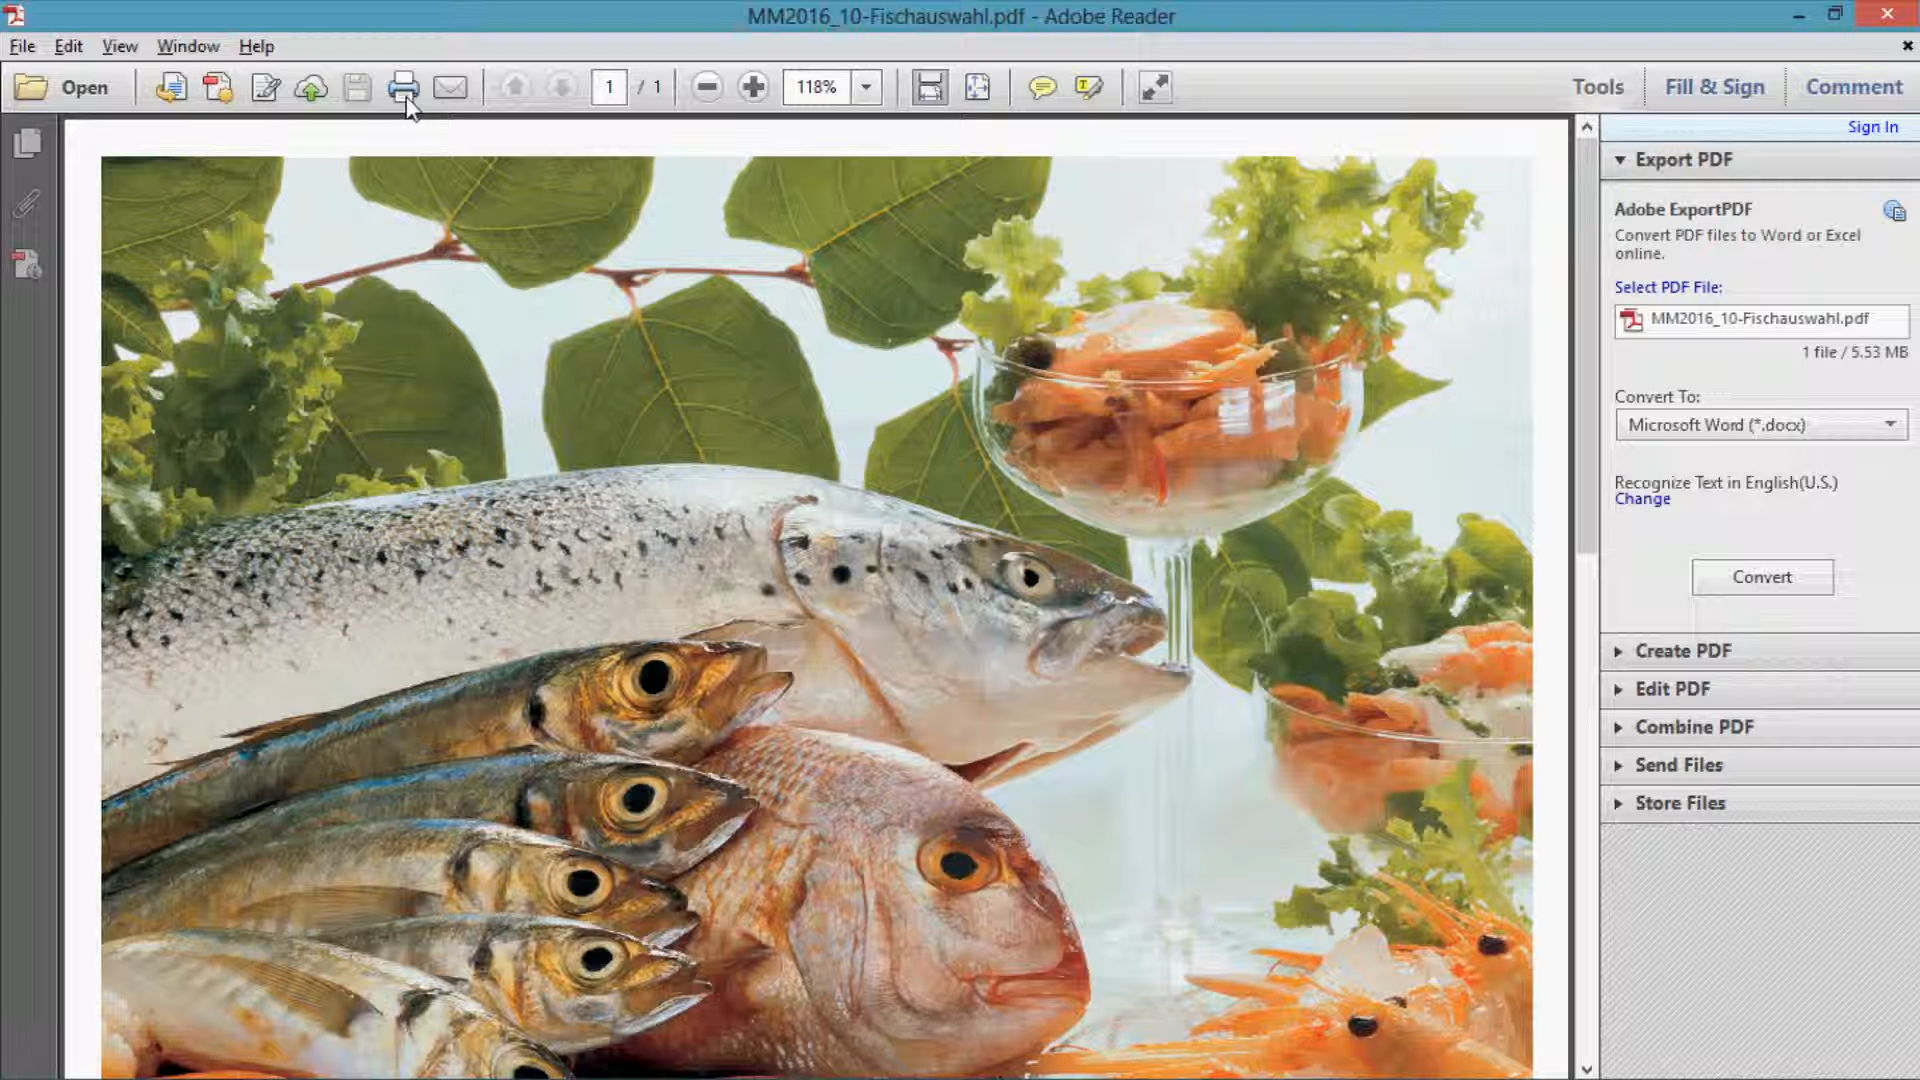 MM2016_10-Fischauswahl.pdf - Adobe Reader
File Edit View Window Help
Open 1 / 1 118% Tools Fill & Sign Comment
Sign In
Export PDF
Adobe ExportPDF
Convert PDF files to Word or Excel
online.
Select PDF File:
MM2016_10-Fischauswahl.pdf
1 file / 5.53 MB
Convert To:
Microsoft Word (*.docx)
Recognize Text in English(U.S.)
Change
Convert
Create PDF
Edit PDF
Combine PDF
Send Files
Store Files